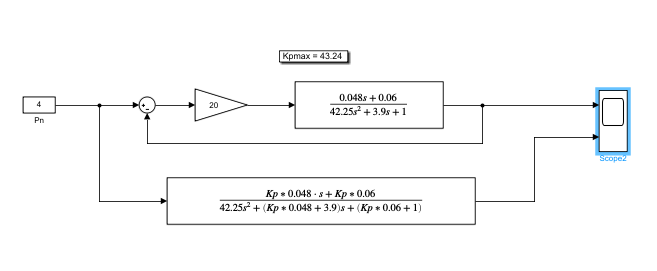 Kpmax = 43.24
4
Pn
20
0.048s + 0.06
42.25s² + 3.9s + 1
Scope2
Kp * 0.048 · s + Kp * 0.06
42.25s² + (Kp * 0.048 + 3.9)s + (Kp * 0.06 + 1)